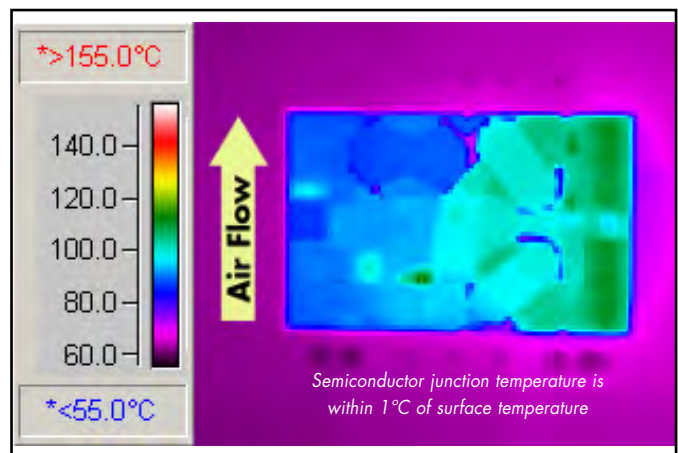 *>155.0°C
140.0
120.0
100.0
80.0
60.0
*<55.0°C
Air Flow
Semiconductor junction temperature is
within 1°C of surface temperature